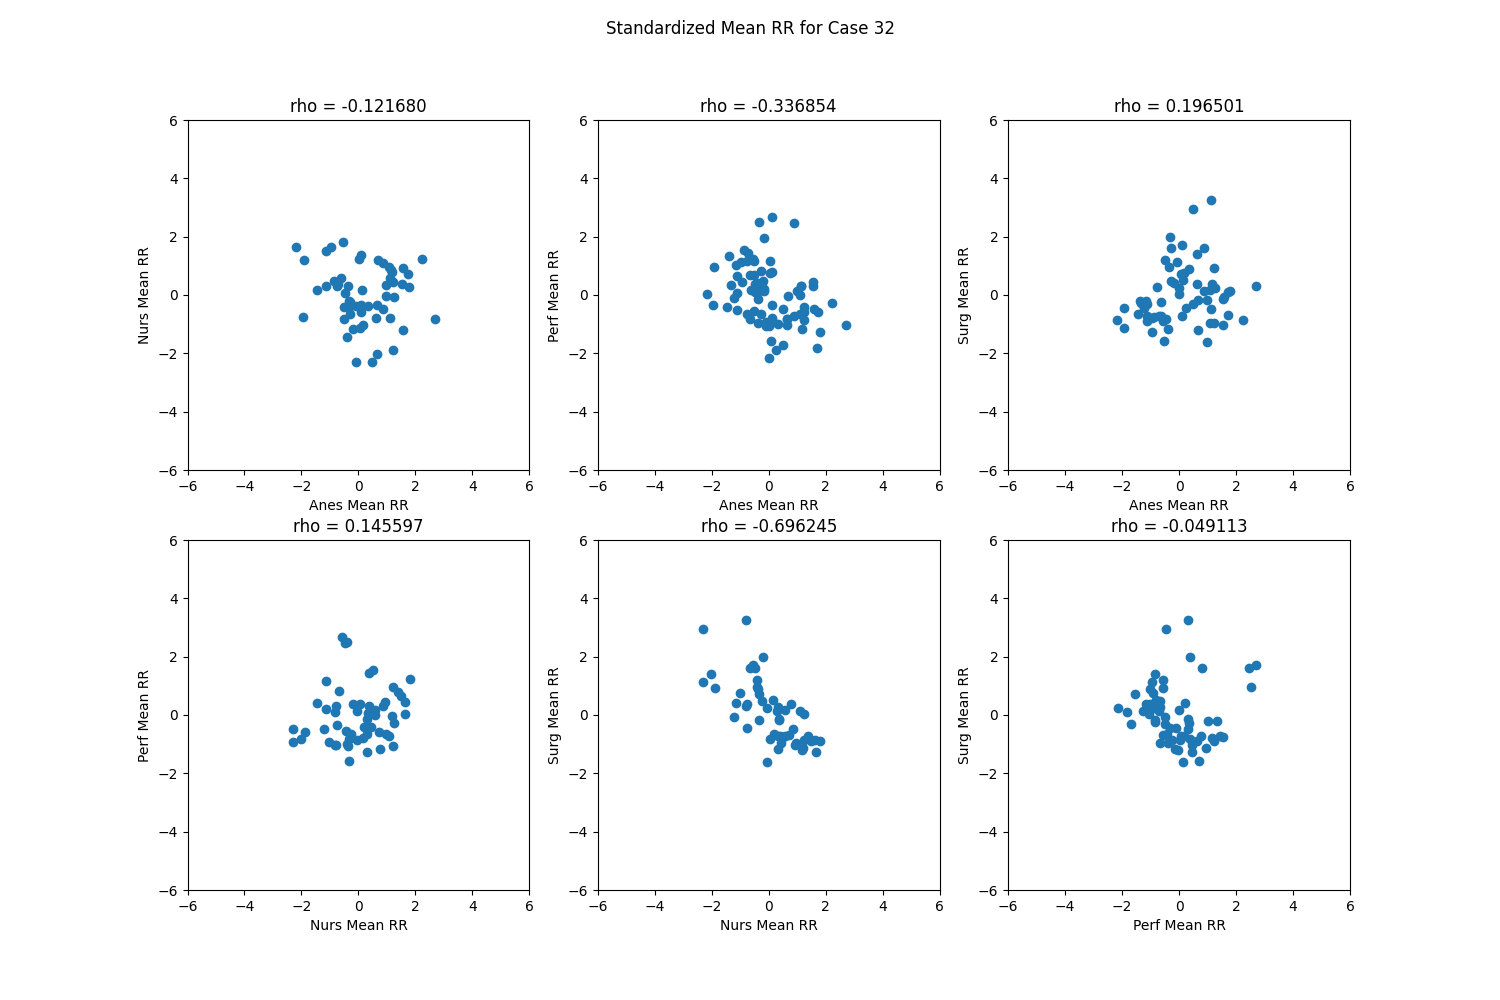 Standardized Mean RR for Case 32
rho = -0.121680
6
4
2
0
−2
−4
−6
−6 −4 −2 0 2 4 6
Nurs Mean RR
Anes Mean RR
rho = -0.336854
6
4
2
0
−2
−4
−6
−6 −4 −2 0 2 4 6
Perf Mean RR
Anes Mean RR
rho = 0.196501
6
4
2
0
−2
−4
−6
−6 −4 −2 0 2 4 6
Surg Mean RR
Anes Mean RR
rho = 0.145597
6
4
2
0
−2
−4
−6
−6 −4 −2 0 2 4 6
Perf Mean RR
Nurs Mean RR
rho = -0.696245
6
4
2
0
−2
−4
−6
−6 −4 −2 0 2 4 6
Surg Mean RR
Nurs Mean RR
rho = -0.049113
6
4
2
0
−2
−4
−6
−6 −4 −2 0 2 4 6
Surg Mean RR
Perf Mean RR